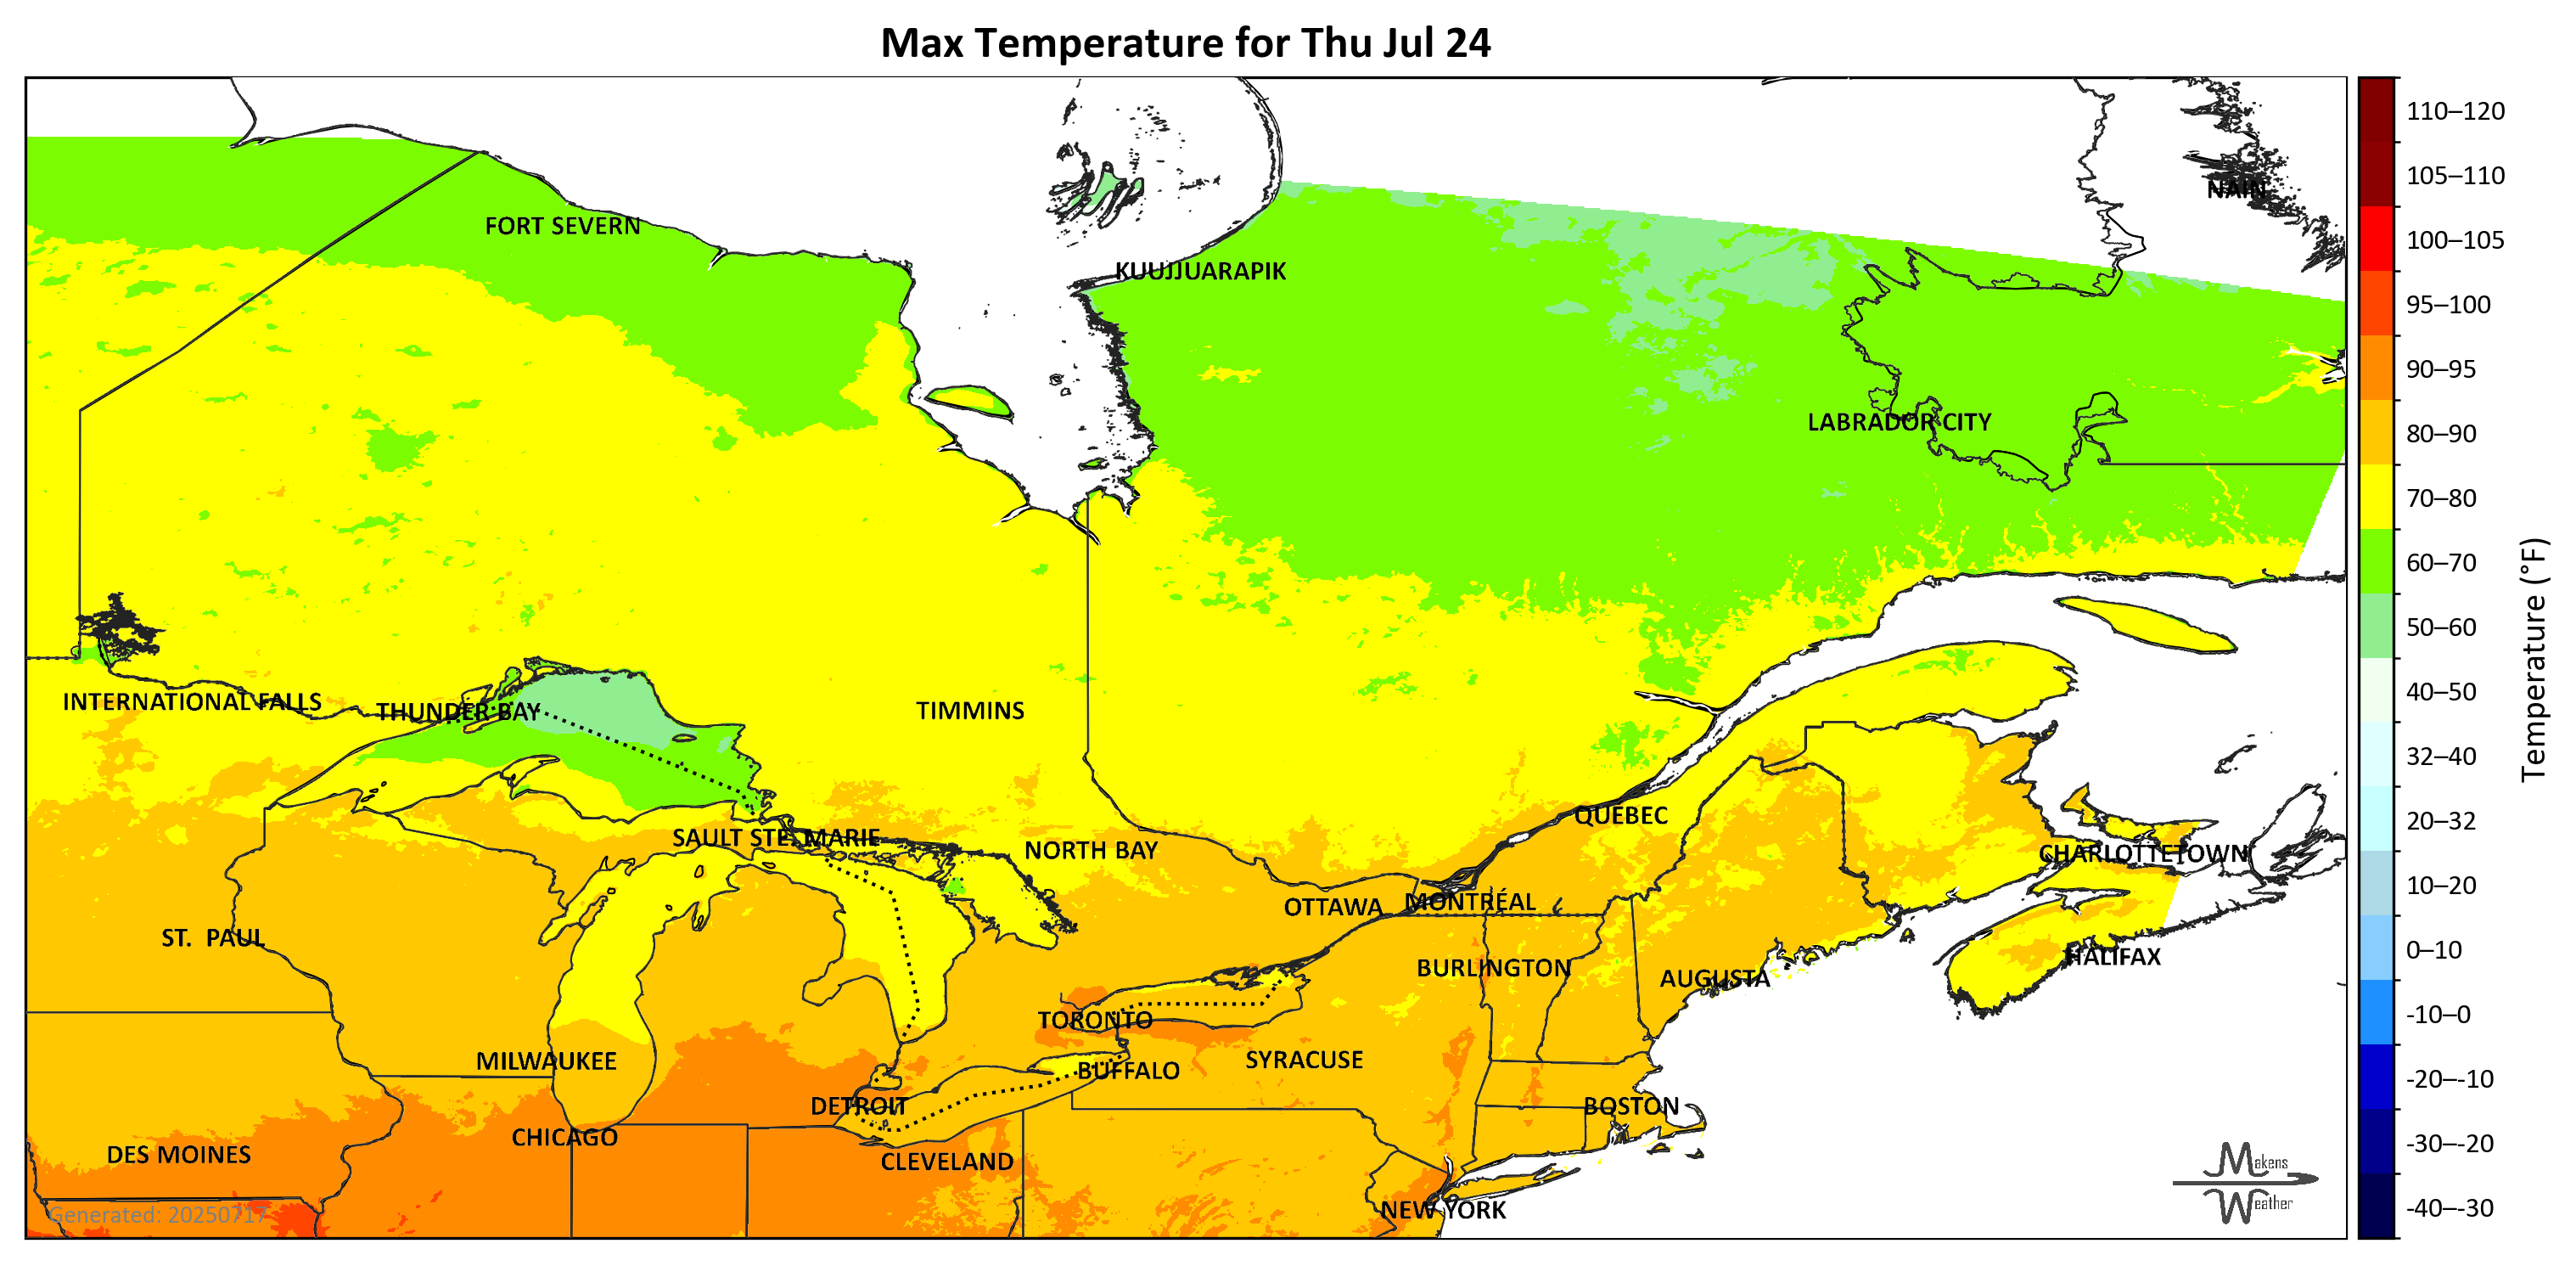 Max Temperature for Thu Jul 24
NAIN
FORT SEVERN
KUUJJUARAPIK
LABRADOR CITY
INTERNATIONAL FALLS
THUNDER BAY
TIMMINS
QUEBEC
SAULT STE. MARIE
NORTH BAY
CHARLOTTETOWN
OTTAWA
MONTRÉAL
ST. PAUL
HALIFAX
BURLINGTON
AUGUSTA
TORONTO
MILWAUKEE
SYRACUSE
BUFFALO
DETROIT
BOSTON
CHICAGO
DES MOINES
CLEVELAND
NEW YORK
Generated: 20250717
Makens
Weather
110–120
105–110
100–105
95–100
90–95
80–90
70–80
60–70
50–60
40–50
32–40
20–32
10–20
0–10
-10–0
-20–-10
-30–-20
-40–-30
Temperature (°F)